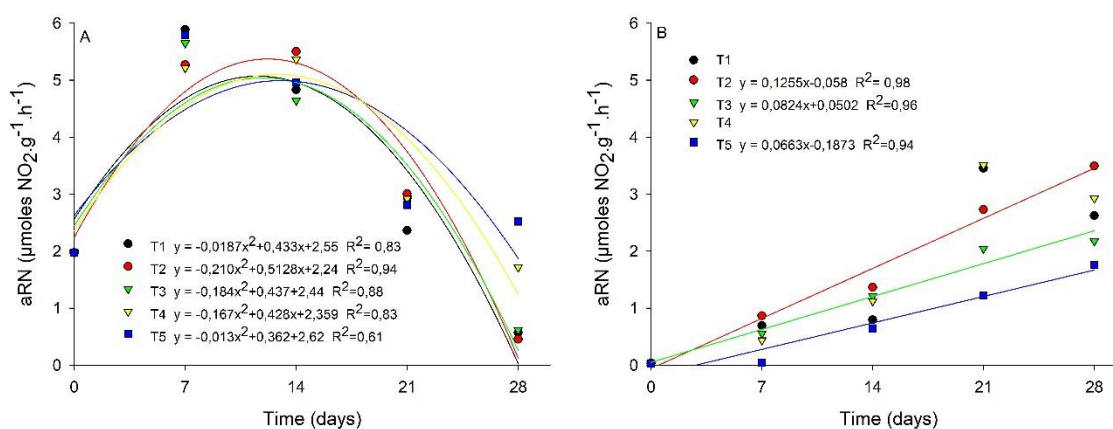 A
aRN (µmoles NO2.g-1.h-1)
6
5
4
3
2
1
0
T1 y = -0,0187x2+0,433x+2,55 R2= 0,83
T2 y = -0,210x2+0,5128x+2,24 R2=0,94
T3 y = -0,184x2+0,437+2,44 R2=0,88
T4 y = -0,167x2+0,428x+2,359 R2=0,83
T5 y = -0,013x2+0,362+2,62 R2=0,61
0 7 14 21 28
Time (days)
B
aRN (µmoles NO2.g-1.h-1)
6
5
4
3
2
1
0
T1
T2 y = 0,1255x-0,058 R2= 0,98
T3 y = 0,0824x+0,0502 R2=0,96
T4
T5 y = 0,0663x-0,1873 R2=0,94
0 7 14 21 28
Time (days)